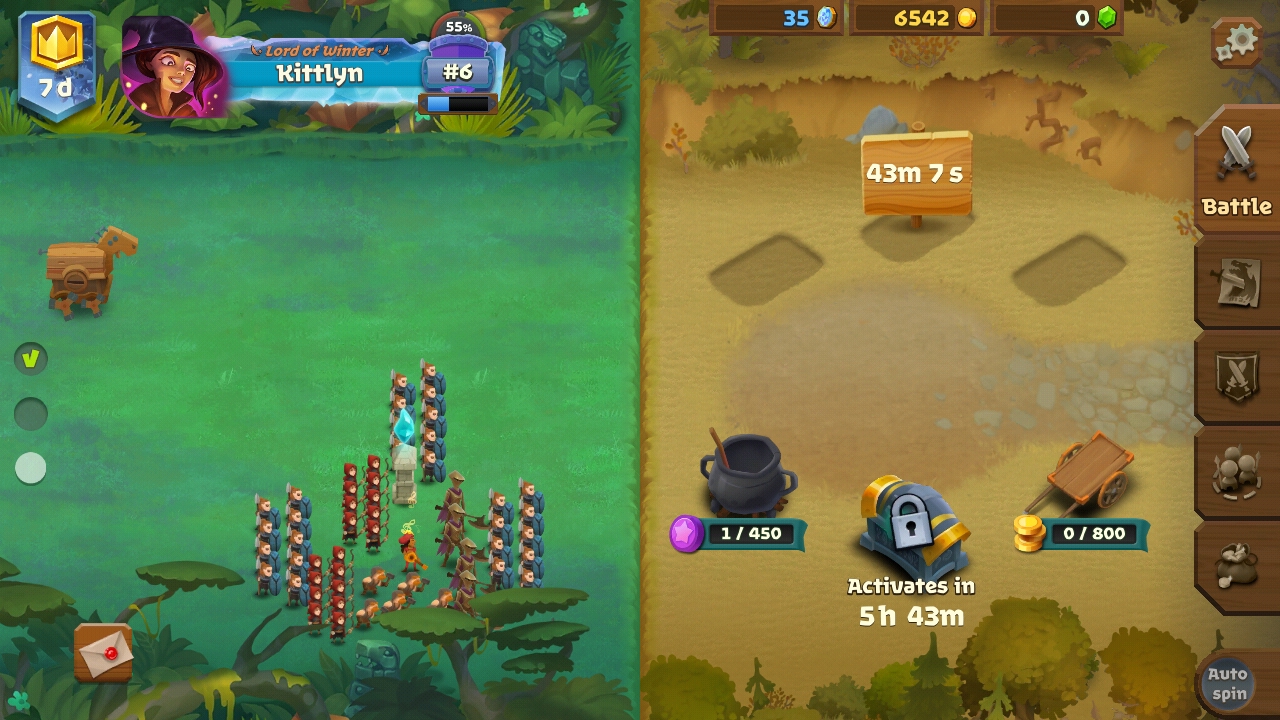 7d
55%
Lord of Winter
Kittlyn
#6
35
6542
0
43m 7s
Battle
1 / 450
0 / 800
Activates in
5h 43m
Auto
spin